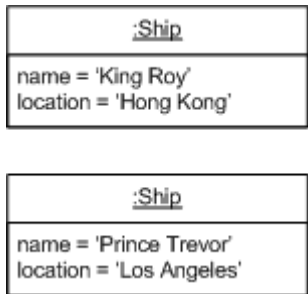 :Ship
name = 'King Roy'
location = 'Hong Kong'
:Ship
name = 'Prince Trevor'
location = 'Los Angeles'